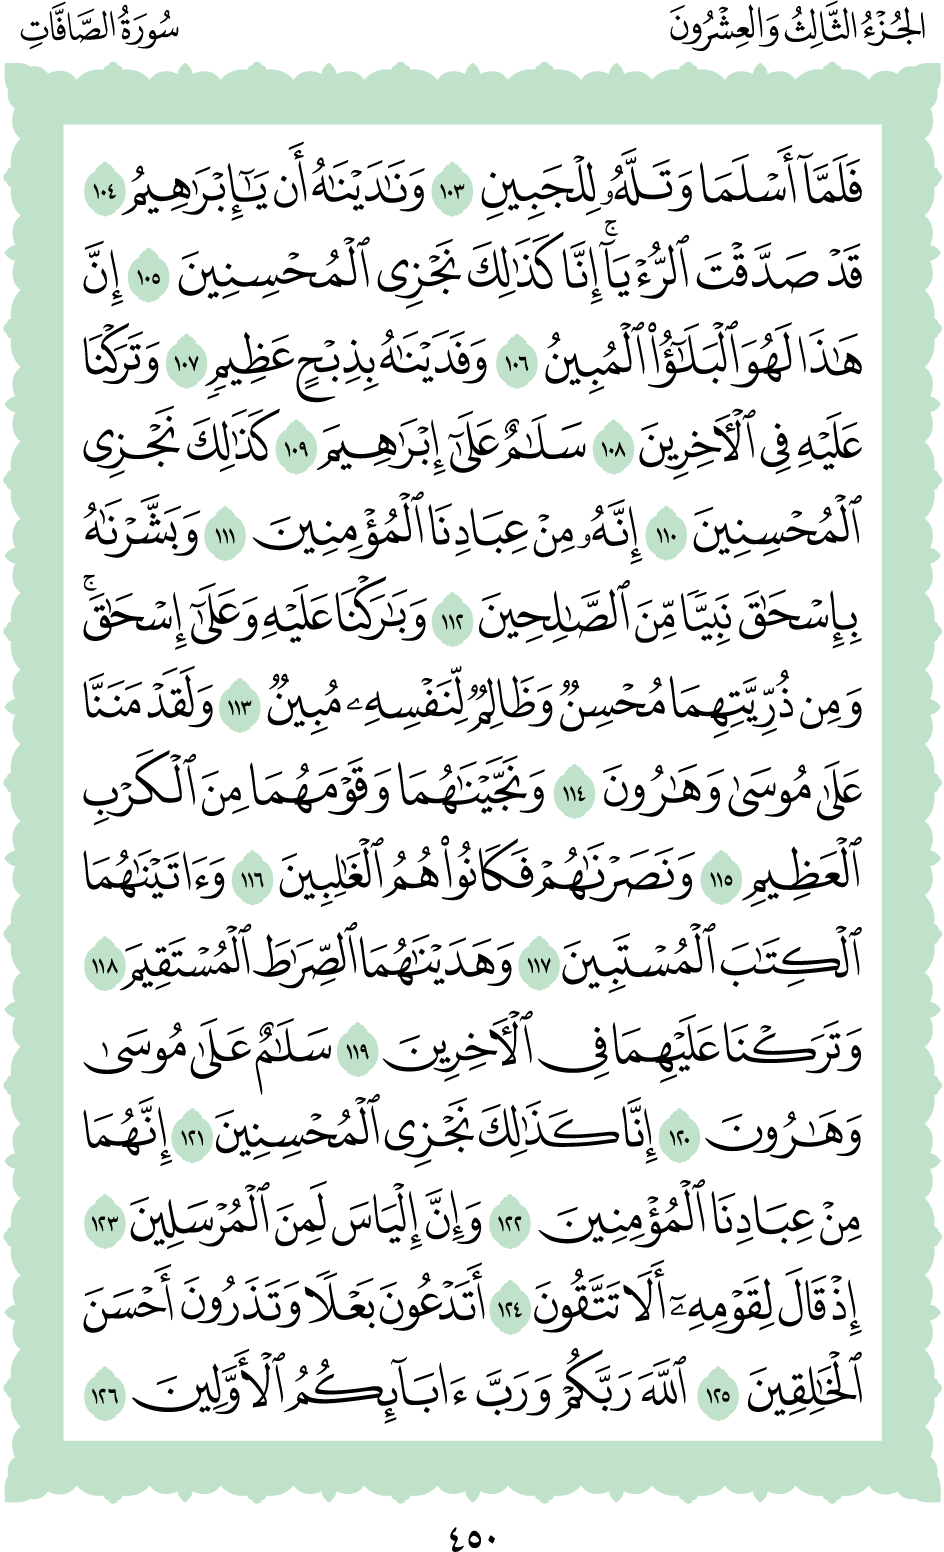 الجُزْءُ الثَّالِثُ وَالعِشْرُونَ
سُورَةُ الصَّافَّاتِ
فَلَمَّآ أَسْلَمَا وَتَلَّهُۥ لِلْجَبِينِ ١٠٣ وَنَٰدَيْنَٰهُ أَن يَٰٓإِبْرَٰهِيمُ ١٠٤
قَدْ صَدَّقْتَ ٱلرُّءْيَآۚ إِنَّا كَذَٰلِكَ نَجْزِى ٱلْمُحْسِنِينَ ١٠٥ إِنَّ
هَٰذَا لَهُوَ ٱلْبَلَٰٓؤُا۟ ٱلْمُبِينُ ١٠٦ وَفَدَيْنَٰهُ بِذِبْحٍ عَظِيمٍ ١٠٧ وَتَرَكْنَا
عَلَيْهِ فِى ٱلْأَخِرِينَ ١٠٨ سَلَٰمٌ عَلَىٰٓ إِبْرَٰهِيمَ ١٠٩ كَذَٰلِكَ نَجْزِى
ٱلْمُحْسِنِينَ ١١٠ إِنَّهُۥ مِنْ عِبَادِنَا ٱلْمُؤْمِنِينَ ١١١ وَبَشَّرْنَٰهُ
بِإِسْحَٰقَ نَبِيًّا مِّنَ ٱلصَّٰلِحِينَ ١١٢ وَبَٰرَكْنَا عَلَيْهِ وَعَلَىٰٓ إِسْحَٰقَۚ
وَمِن ذُرِّيَّتِهِمَا مُحْسِنٌ وَظَالِمٌ لِّنَفْسِهِۦ مُبِينٌ ١١٣ وَلَقَدْ مَنَنَّا
عَلَىٰ مُوسَىٰ وَهَٰرُونَ ١١٤ وَنَجَّيْنَٰهُمَا وَقَوْمَهُمَا مِنَ ٱلْكَرْبِ
ٱلْعَظِيمِ ١١٥ وَنَصَرْنَٰهُمْ فَكَانُوا۟ هُمُ ٱلْغَٰلِبِينَ ١١٦ وَءَاتَيْنَٰهُمَا
ٱلْكِتَٰبَ ٱلْمُسْتَبِينَ ١١٧ وَهَدَيْنَٰهُمَا ٱلصِّرَٰطَ ٱلْمُسْتَقِيمَ ١١٨
وَتَرَكْنَا عَلَيْهِمَا فِى ٱلْأَخِرِينَ ١١٩ سَلَٰمٌ عَلَىٰ مُوسَىٰ
وَهَٰرُونَ ١٢٠ إِنَّا كَذَٰلِكَ نَجْزِى ٱلْمُحْسِنِينَ ١٢١ إِنَّهُمَا
مِنْ عِبَادِنَا ٱلْمُؤْمِنِينَ ١٢٢ وَإِنَّ إِلْيَاسَ لَمِنَ ٱلْمُرْسَلِينَ ١٢٣
إِذْ قَالَ لِقَوْمِهِۦٓ أَلَا تَتَّقُونَ ١٢٤ أَتَدْعُونَ بَعْلًا وَتَذَرُونَ أَحْسَنَ
ٱلْخَٰلِقِينَ ١٢٥ ٱللَّهَ رَبَّكُمْ وَرَبَّ ءَابَآئِكُمُ ٱلْأَوَّلِينَ ١٢٦
٤٥٠